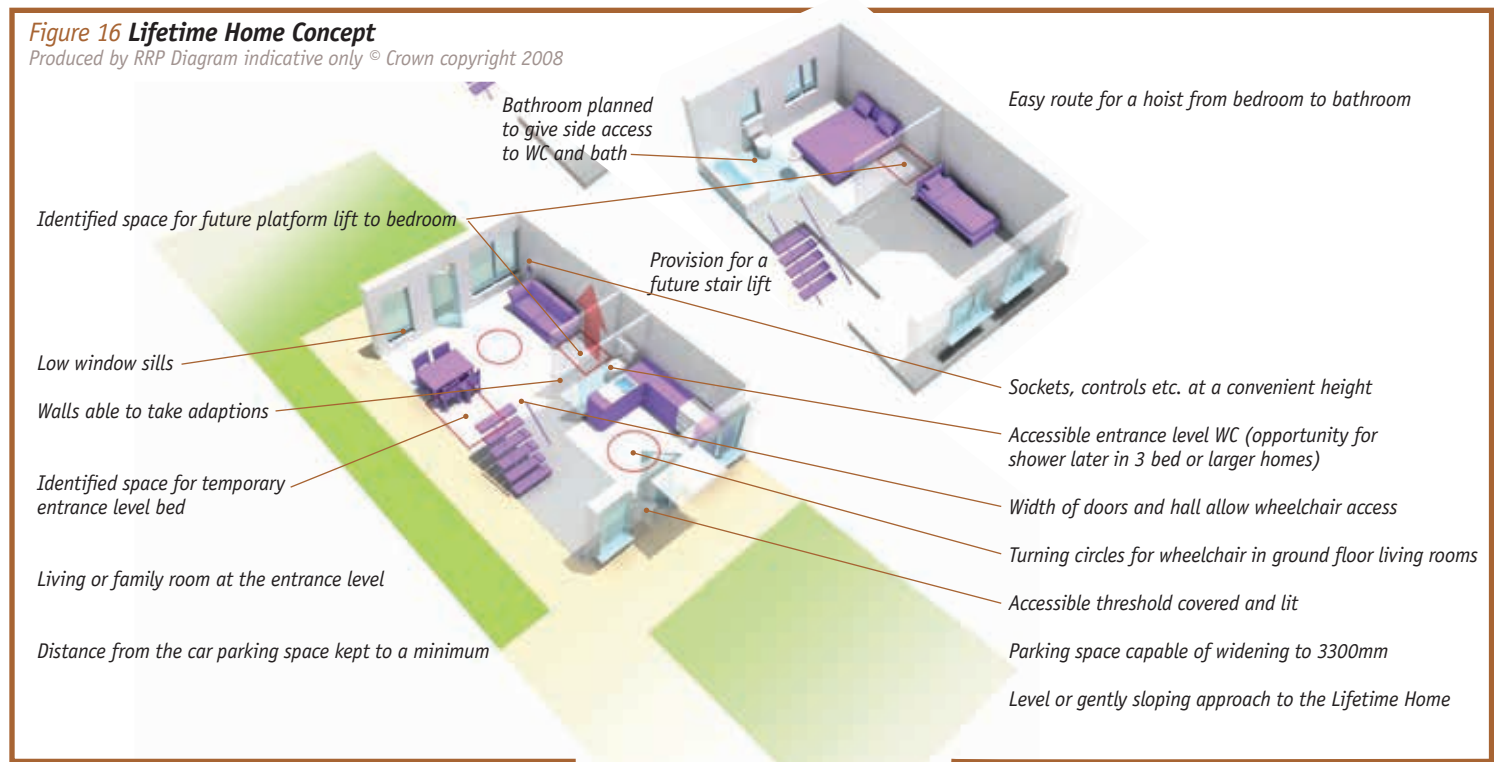 Figure 16 Lifetime Home Concept
Produced by RRP Diagram indicative only © Crown copyright 2008
Bathroom planned
to give side access
to WC and bath
Easy route for a hoist from bedroom to bathroom
Identified space for future platform lift to bedroom
Provision for a
future stair lift
Low window sills
Walls able to take adaptions
Identified space for temporary
entrance level bed
Living or family room at the entrance level
Distance from the car parking space kept to a minimum
Sockets, controls etc. at a convenient height
Accessible entrance level WC (opportunity for
shower later in 3 bed or larger homes)
Width of doors and hall allow wheelchair access
Turning circles for wheelchair in ground floor living rooms
Accessible threshold covered and lit
Parking space capable of widening to 3300mm
Level or gently sloping approach to the Lifetime Home